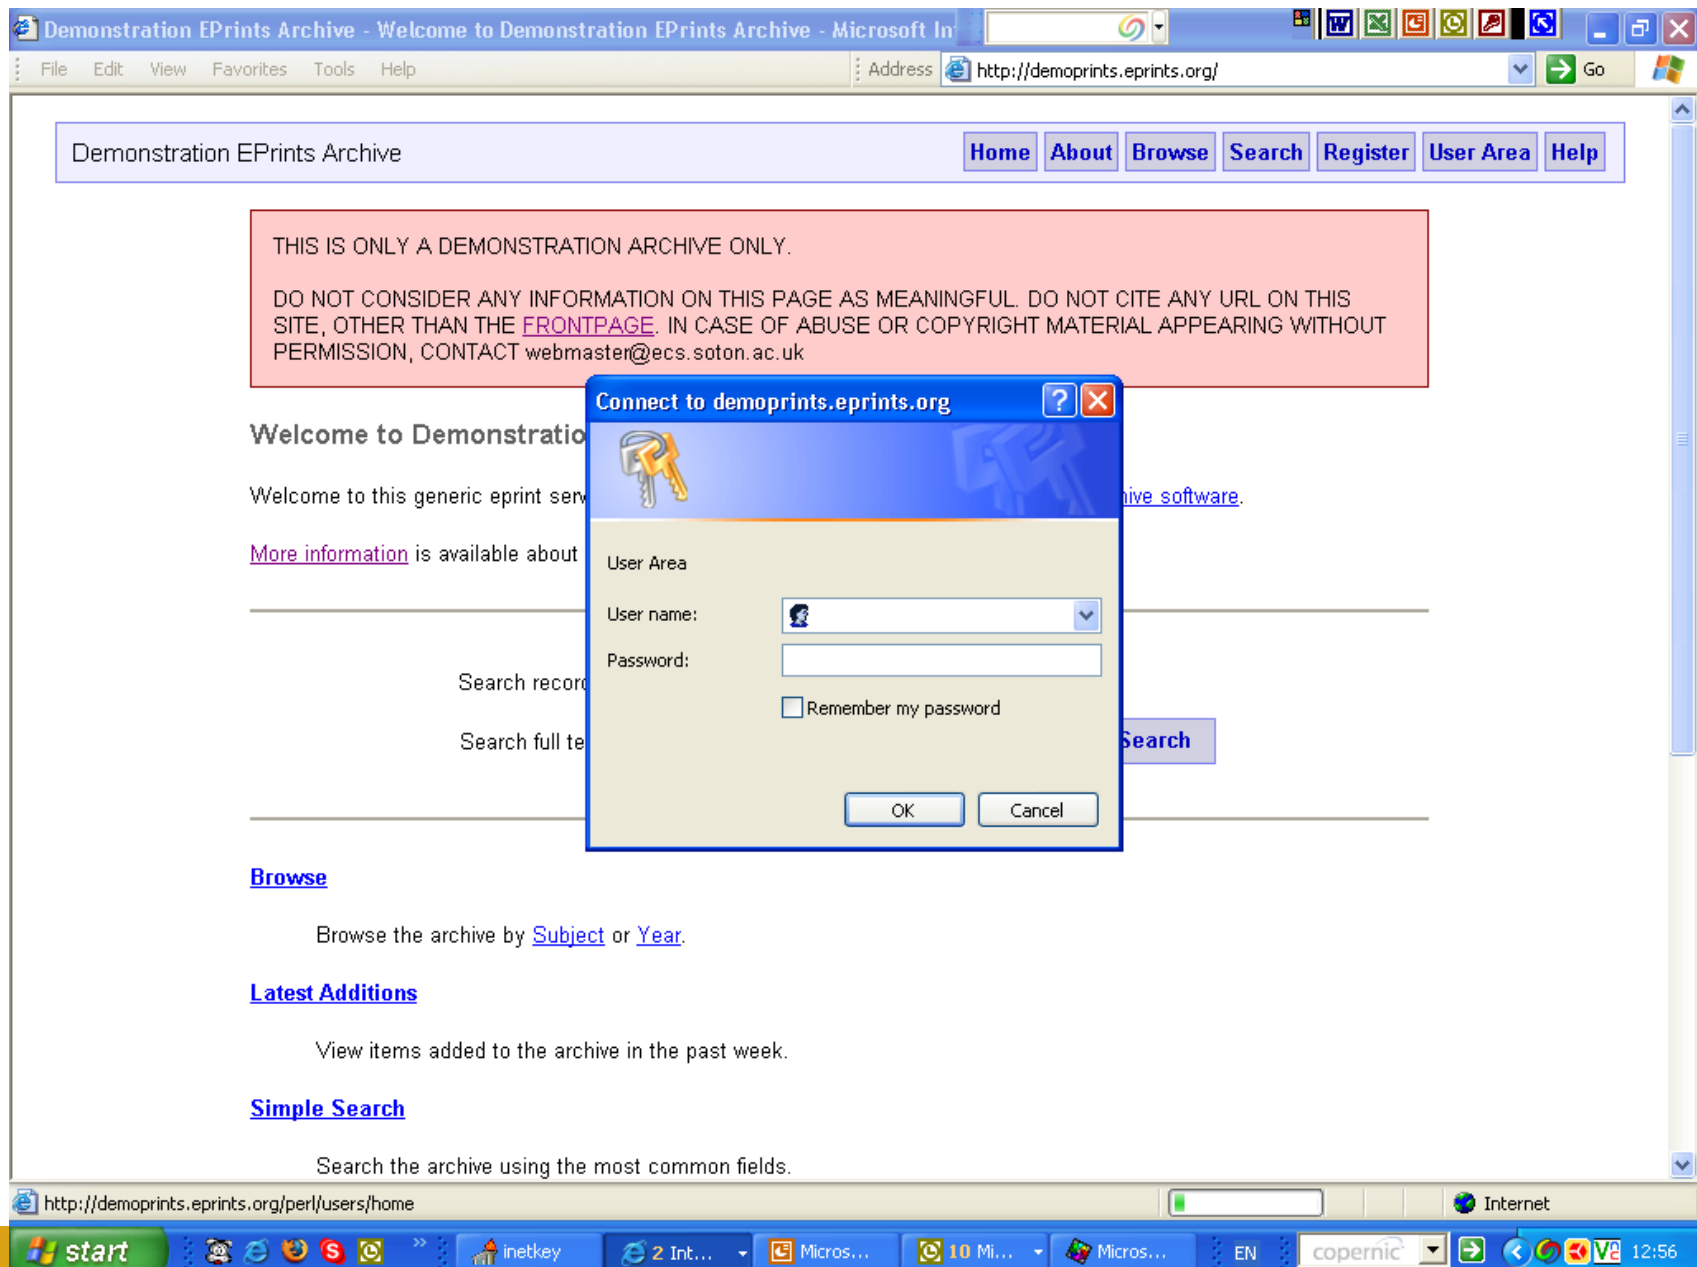 Demonstration EPrints Archive - Welcome to Demonstration EPrints Archive - Microsoft In
File Edit View Favorites Tools Help Address http://demoprints.eprints.org/ Go
Demonstration EPrints Archive Home About Browse Search Register User Area Help
THIS IS ONLY A DEMONSTRATION ARCHIVE ONLY.
DO NOT CONSIDER ANY INFORMATION ON THIS PAGE AS MEANINGFUL. DO NOT CITE ANY URL ON THIS
SITE, OTHER THAN THE FRONTPAGE. IN CASE OF ABUSE OR COPYRIGHT MATERIAL APPEARING WITHOUT
PERMISSION, CONTACT webmaster@ecs.soton.ac.uk
Connect to demoprints.eprints.org
Welcome to Demonstratio
Welcome to this generic eprint serv
hive software.
More information is available about
User Area
User name:
Password:
Remember my password
Search record
Search full te
Search
OK Cancel
Browse
Browse the archive by Subject or Year.
Latest Additions
View items added to the archive in the past week.
Simple Search
Search the archive using the most common fields.
http://demoprints.eprints.org/perl/users/home Internet
start inetkey 2 Int... Micros... 10 Mi... Micros... EN copernic 12:56